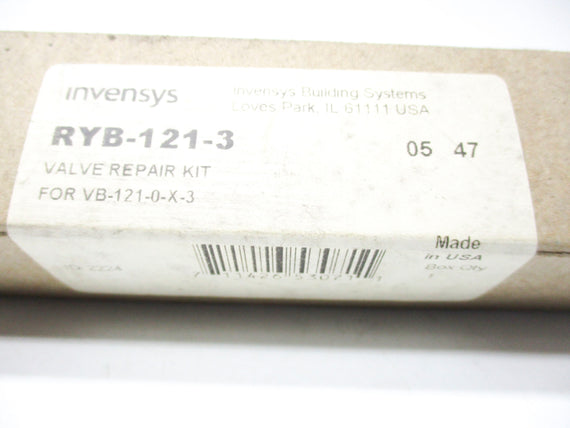 invensys
Invensys Building Systems
Loves Park, IL 61111 USA
RYB-121-3
05 47
VALVE REPAIR KIT
FOR VB-121-0-X-3
Made
in USA
Box Qty
1